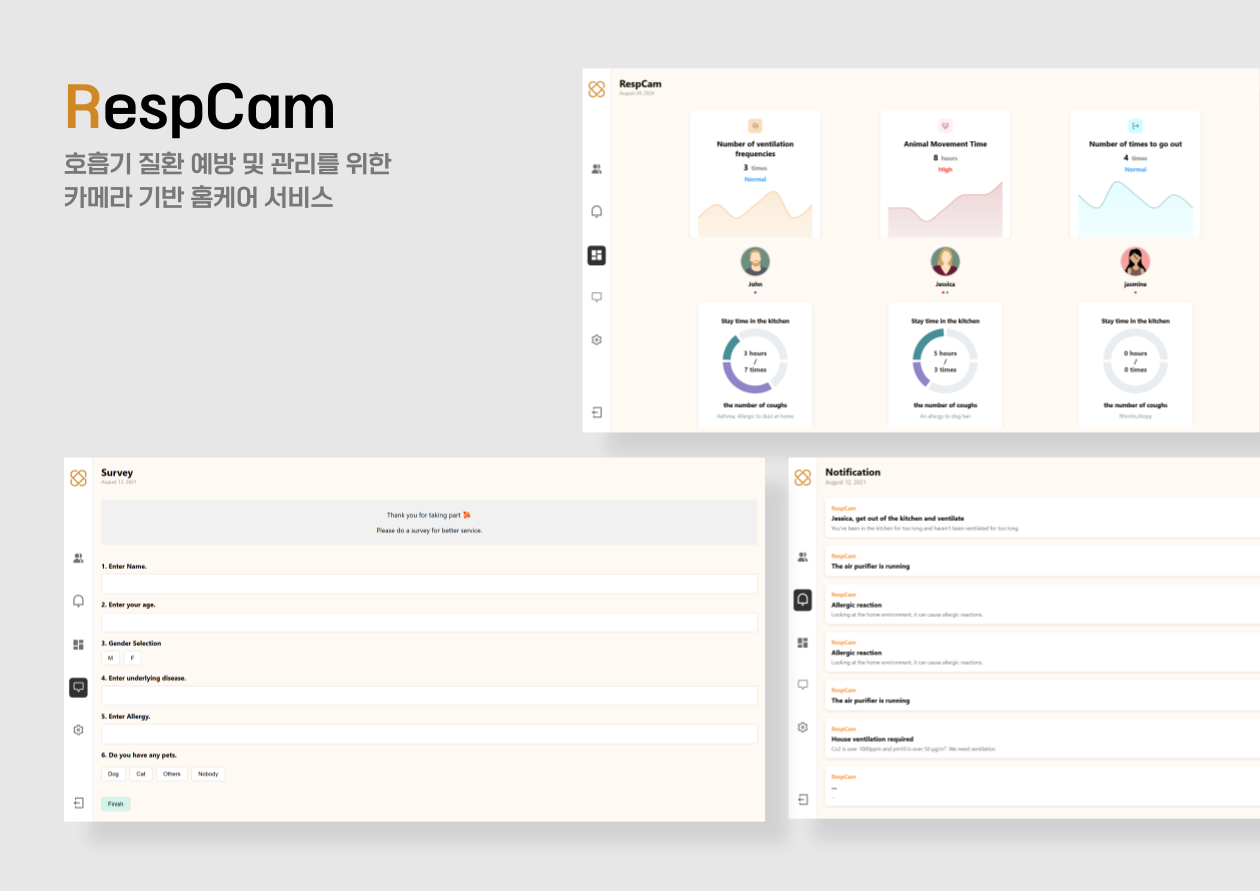 RespCam
호흡기 질환 예방 및 관리를 위한
카메라 기반 홈케어 서비스
RespCam
August 24, 2024
Number of ventilation
frequencies
3 times
Normal
Animal Movement Time
8 hours
High
Number of times to go out
4 times
Normal
John
Jessica
Jasmine
Stay time in the kitchen
3 hours
/
7 times
the number of coughs
Asthma, Allergic to dust at home
Stay time in the kitchen
5 hours
/
3 times
the number of coughs
An allergy to dog hair
Stay time in the kitchen
0 hours
/
0 times
the number of coughs
Survey
August 12, 2021
Thank you for taking part
Please do a survey for better service.
1. Enter Name.
2. Enter your age.
3. Gender Selection
M F
4. Enter underlying disease.
5. Enter Allergy.
6. Do you have any pets.
Dog Cat Others Nobody
Finish
Notification
August 12, 2021
RespCam
Jessica, get out of the kitchen and ventilate
You've been in the kitchen for too long and haven't been ventilated for too long.
RespCam
The air purifier is running
RespCam
Allergic reaction
Looking at the home environment, it can cause allergic reactions.
RespCam
Allergic reaction
Looking at the home environment, it can cause allergic reactions.
RespCam
The air purifier is running
RespCam
House ventilation required
Co2 is over 1000ppm and pm10 is over 50 μg/m³. We need ventilation
RespCam
...
...